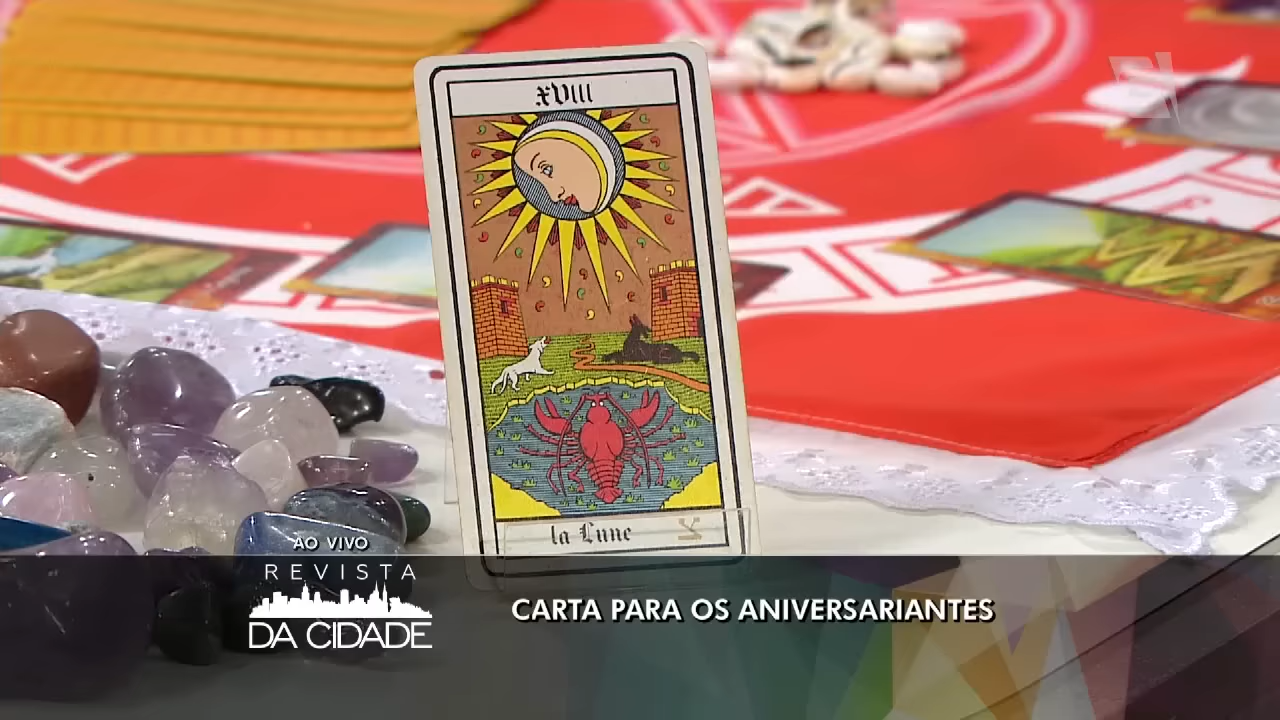 XVIII
la Lune
AO VIVO
REVISTA
DA CIDADE
CARTA PARA OS ANIVERSARIANTES